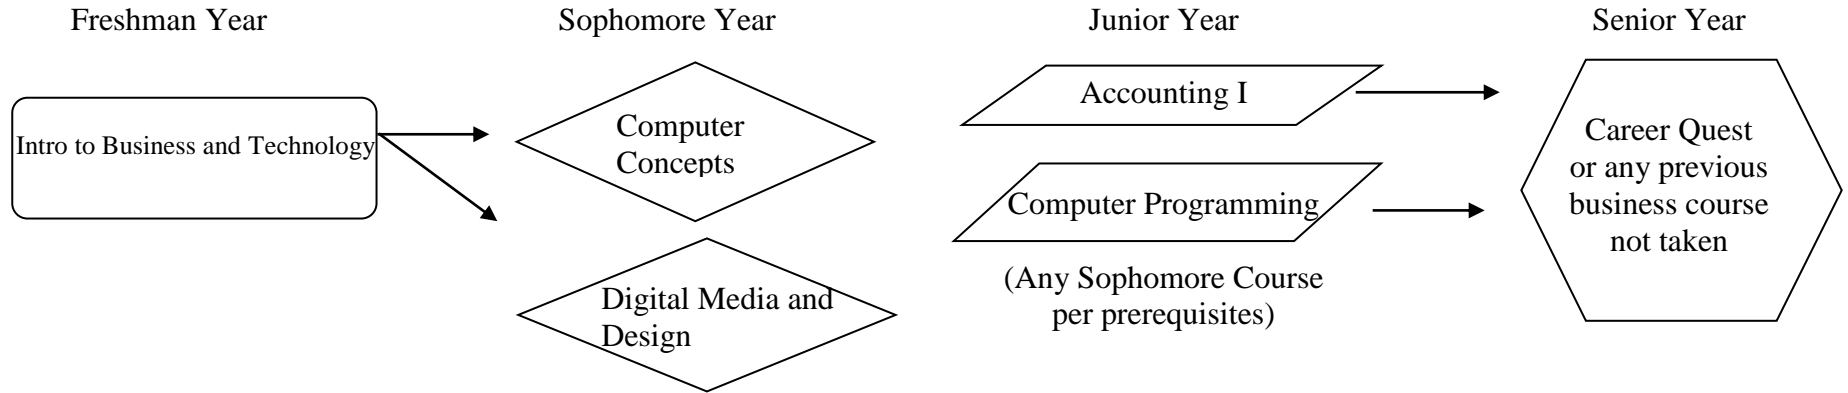 Freshman Year
Sophomore Year
Junior Year
Senior Year
Intro to Business and Technology
Computer
Concepts
Digital Media and
Design
Accounting I
Computer Programming
(Any Sophomore Course
per prerequisites)
Career Quest
or any previous
business course
not taken